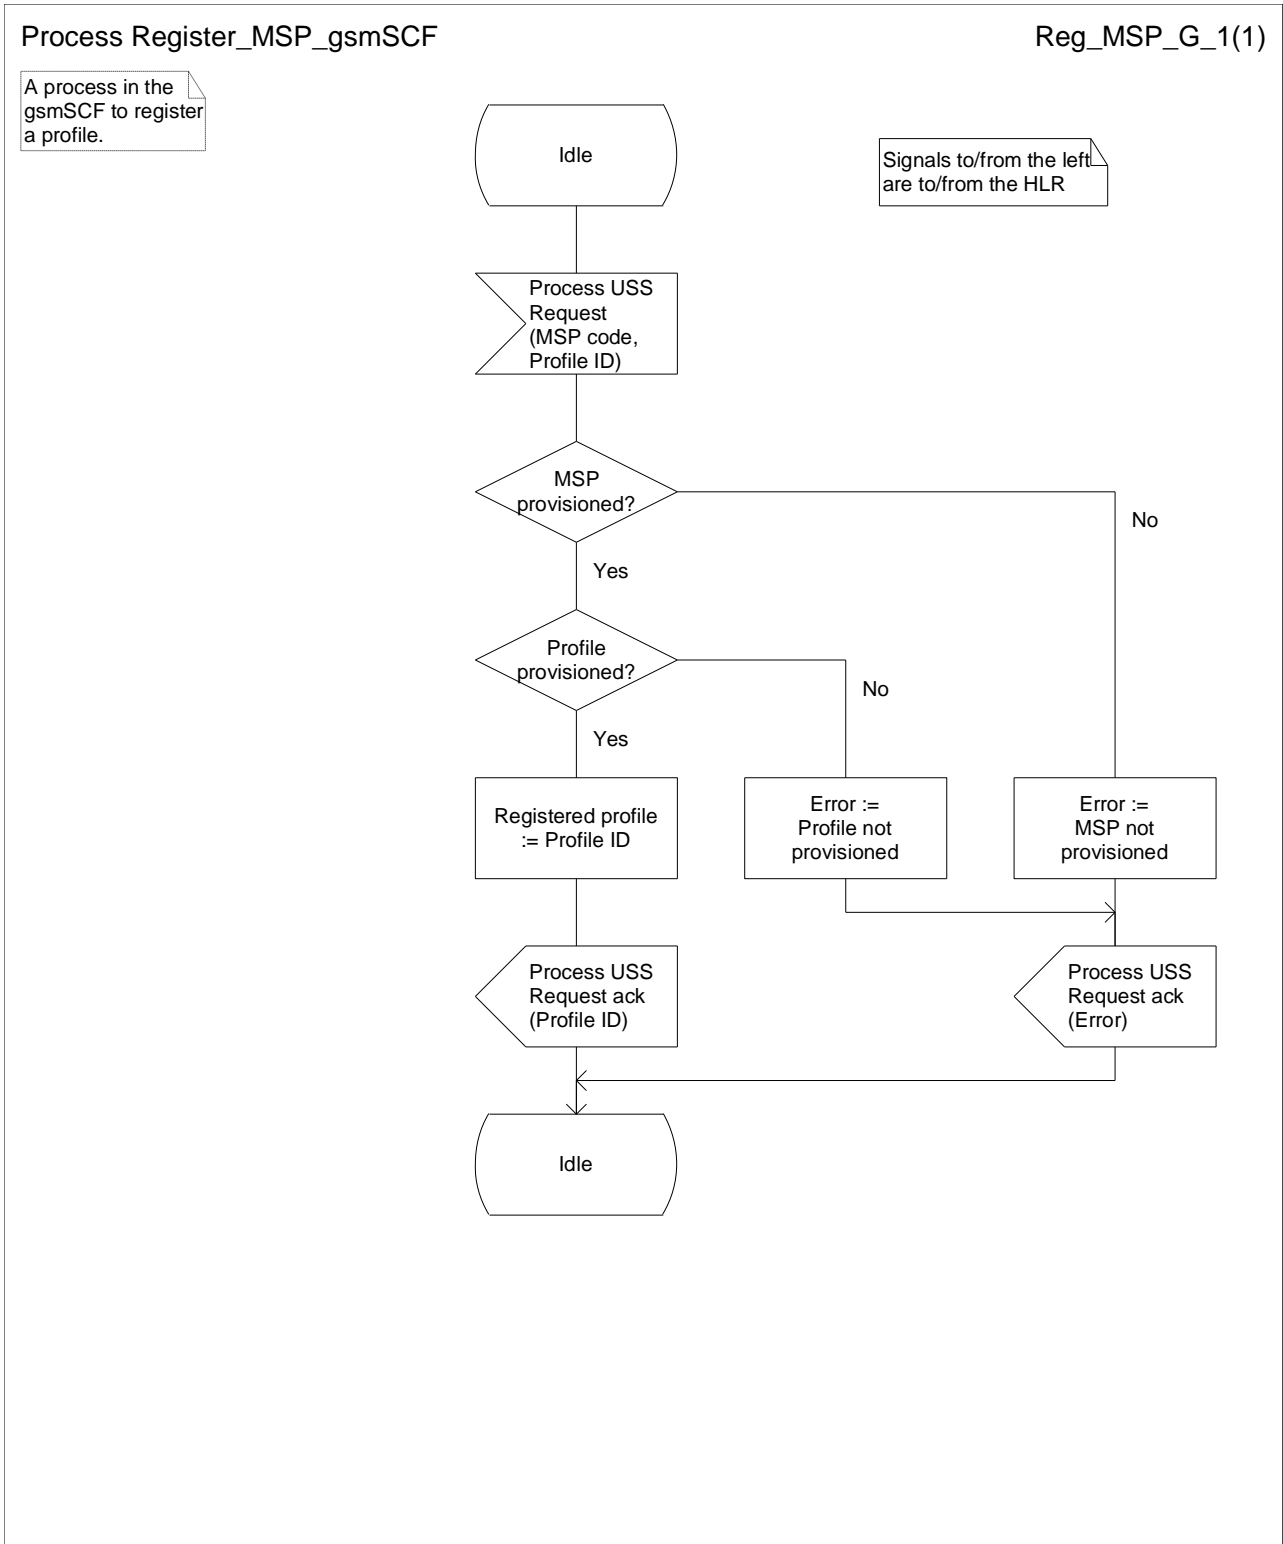 Process Register_MSP_gsmSCF
Reg_MSP_G_1(1)
A process in the
gsmSCF to register
a profile.
Idle
Signals to/from the left
are to/from the HLR
Process USS
Request
(MSP code,
Profile ID)
MSP
provisioned?
No
Yes
Profile
provisioned?
No
Yes
Registered profile
:= Profile ID
Error :=
Profile not
provisioned
Error :=
MSP not
provisioned
Process USS
Request ack
(Profile ID)
Process USS
Request ack
(Error)
Idle